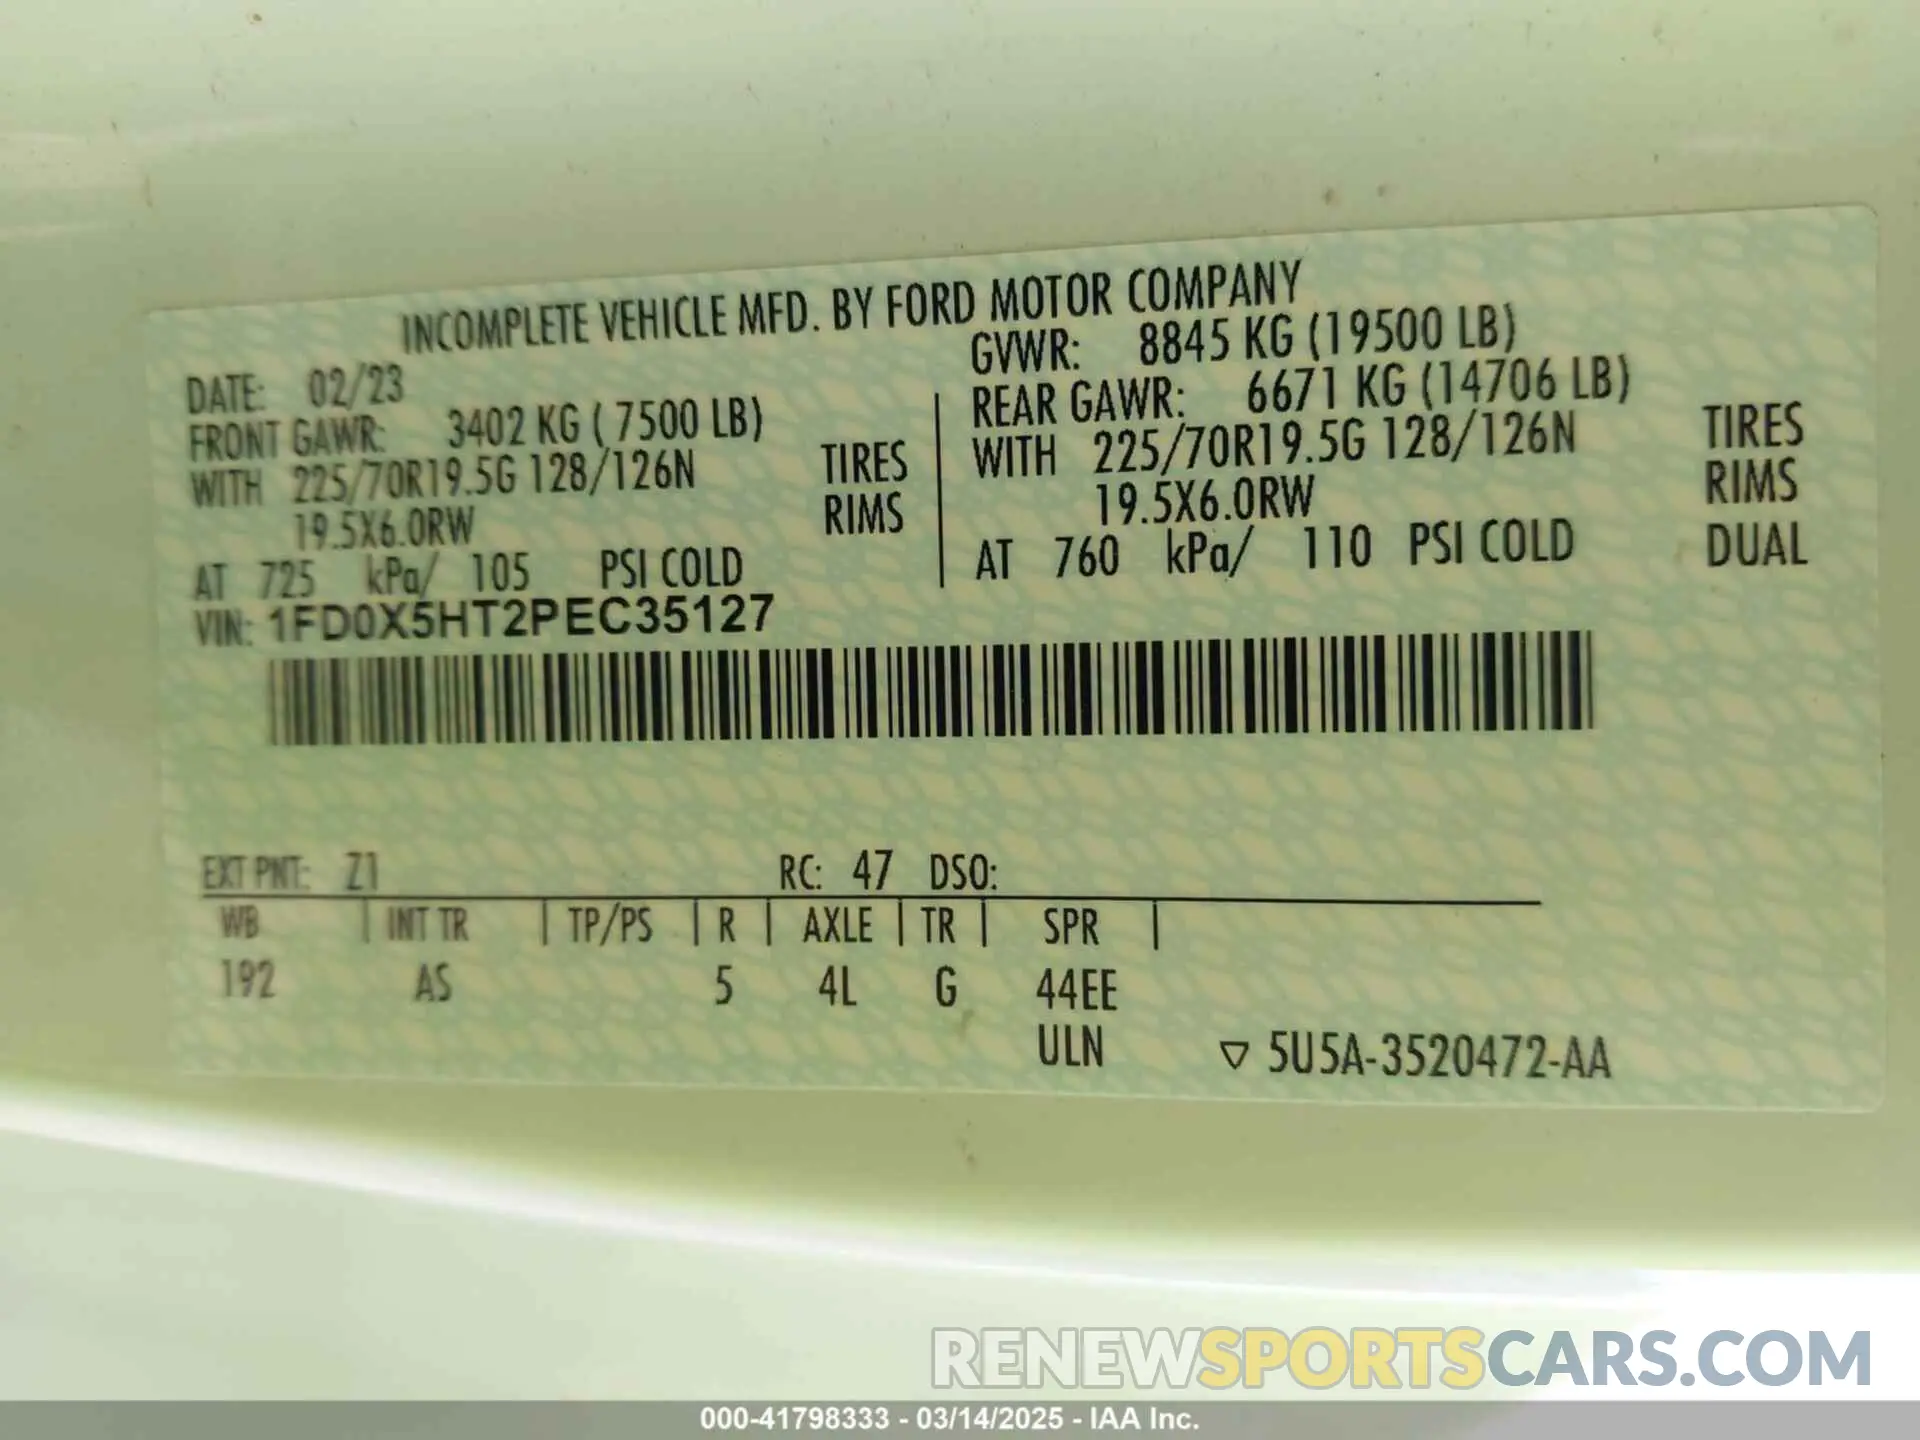 INCOMPLETE VEHICLE MFD. BY FORD MOTOR COMPANY
DATE: 02/23
GVWR: 8845 KG (19500 LB)
FRONT GAWR: 3402 KG ( 7500 LB)
WITH 225/70R19.5G 128/126N TIRES
19.5X6.0RW RIMS
AT 725 kPa/ 105 PSI COLD
REAR GAWR: 6671 KG (14706 LB)
WITH 225/70R19.5G 128/126N TIRES
19.5X6.0RW RIMS
AT 760 kPa/ 110 PSI COLD DUAL
VIN: 1FD0X5HT2PEC35127
EXT PNT: Z1 RC: 47 DSO:
WB | INT TR | TP/PS | R | AXLE | TR | SPR |
192 AS 5 4L G 44EE
ULN ▽ 5U5A-3520472-AA
RENEWSPORTSCARS.COM
000-41798333 - 03/14/2025 - IAA Inc.